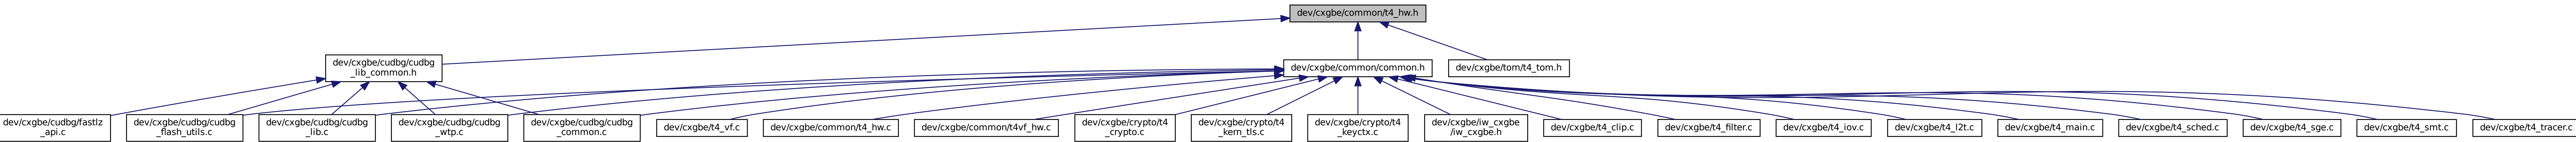 dev/cxgbe/common/t4_hw.h
dev/cxgbe/cudbg/cudbg
_lib_common.h
dev/cxgbe/common/common.h
dev/cxgbe/tom/t4_tom.h
dev/cxgbe/cudbg/fastlz
_api.c
dev/cxgbe/cudbg/cudbg
_flash_utils.c
dev/cxgbe/cudbg/cudbg
_lib.c
dev/cxgbe/cudbg/cudbg
_wtp.c
dev/cxgbe/cudbg/cudbg
_common.c
dev/cxgbe/t4_vf.c
dev/cxgbe/common/t4_hw.c
dev/cxgbe/common/t4vf_hw.c
dev/cxgbe/crypto/t4
_crypto.c
dev/cxgbe/crypto/t4
_kern_tls.c
dev/cxgbe/crypto/t4
_keyctx.c
dev/cxgbe/iw_cxgbe
/iw_cxgbe.h
dev/cxgbe/t4_clip.c
dev/cxgbe/t4_filter.c
dev/cxgbe/t4_iov.c
dev/cxgbe/t4_l2t.c
dev/cxgbe/t4_main.c
dev/cxgbe/t4_sched.c
dev/cxgbe/t4_sge.c
dev/cxgbe/t4_smt.c
dev/cxgbe/t4_tracer.c